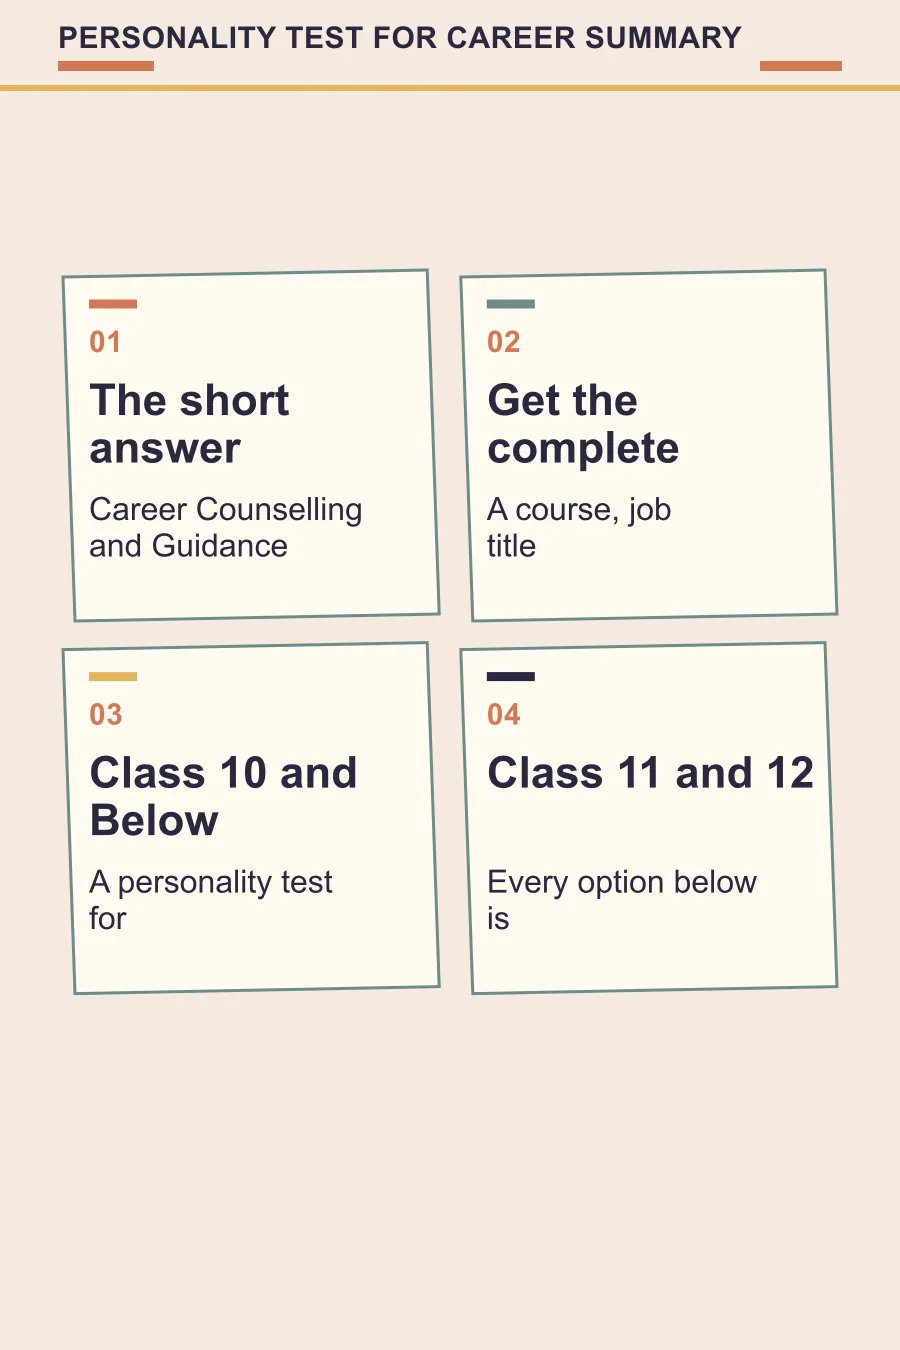 PERSONALITY TEST FOR CAREER SUMMARY
01
The short
answer
Career Counselling
and Guidance
02
Get the
complete
A course, job
title
03
Class 10 and
Below
A personality test
for
04
Class 11 and 12
Every option below
is